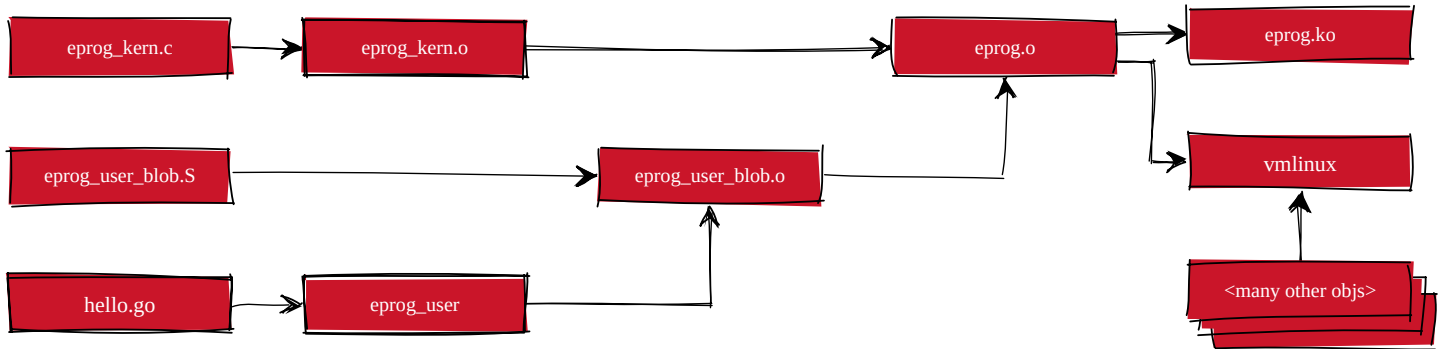 eprog_kern.c
eprog_kern.o
eprog.o
eprog.ko
eprog_user_blob.S
eprog_user_blob.o
vmlinux
hello.go
eprog_user
<many other objs>